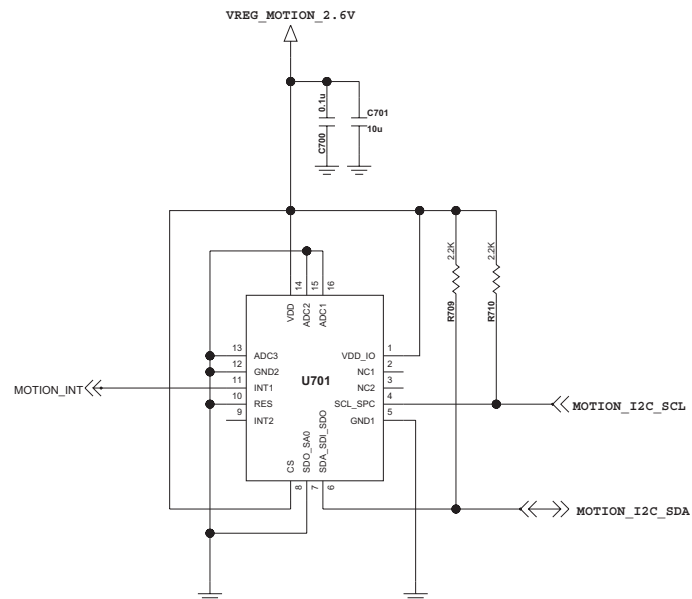 VREG_MOTION_2.6V
0.1u
C700
C701
10u
2.2K
R709
2.2K
R710
14
15
16
VDD
ADC2
ADC1
13
ADC3
12
GND2
11
INT1
10
RES
9
INT2
U701
1
VDD_IO
2
NC1
3
NC2
4
SCL_SPC
5
GND1
CS
SDO_SA0
SDA_SDI_SDO
8
7
6
MOTION_INT
MOTION_I2C_SCL
MOTION_I2C_SDA